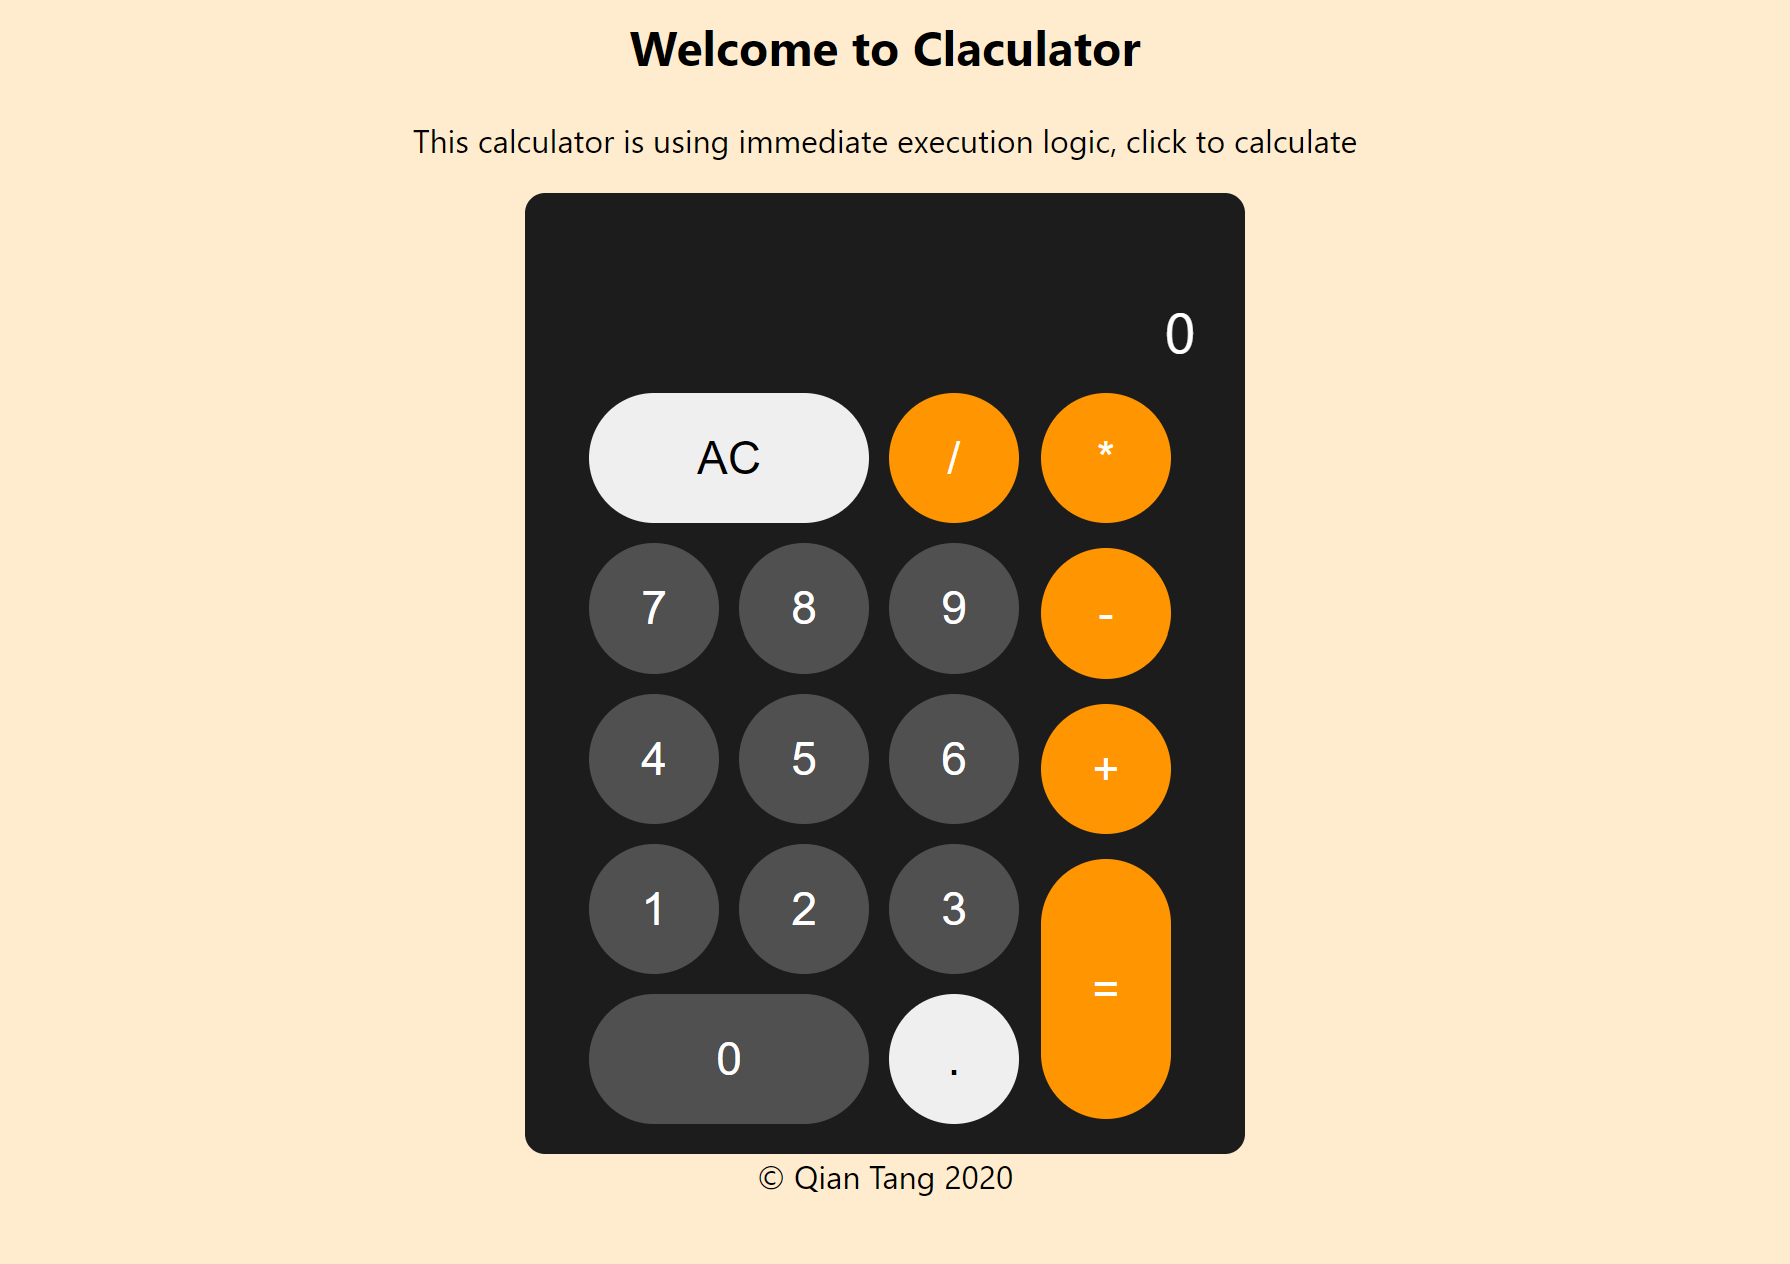 Welcome to Claculator
This calculator is using immediate execution logic, click to calculate
0
AC / *
7 8 9 -
4 5 6 +
1 2 3
=
0 .
© Qian Tang 2020